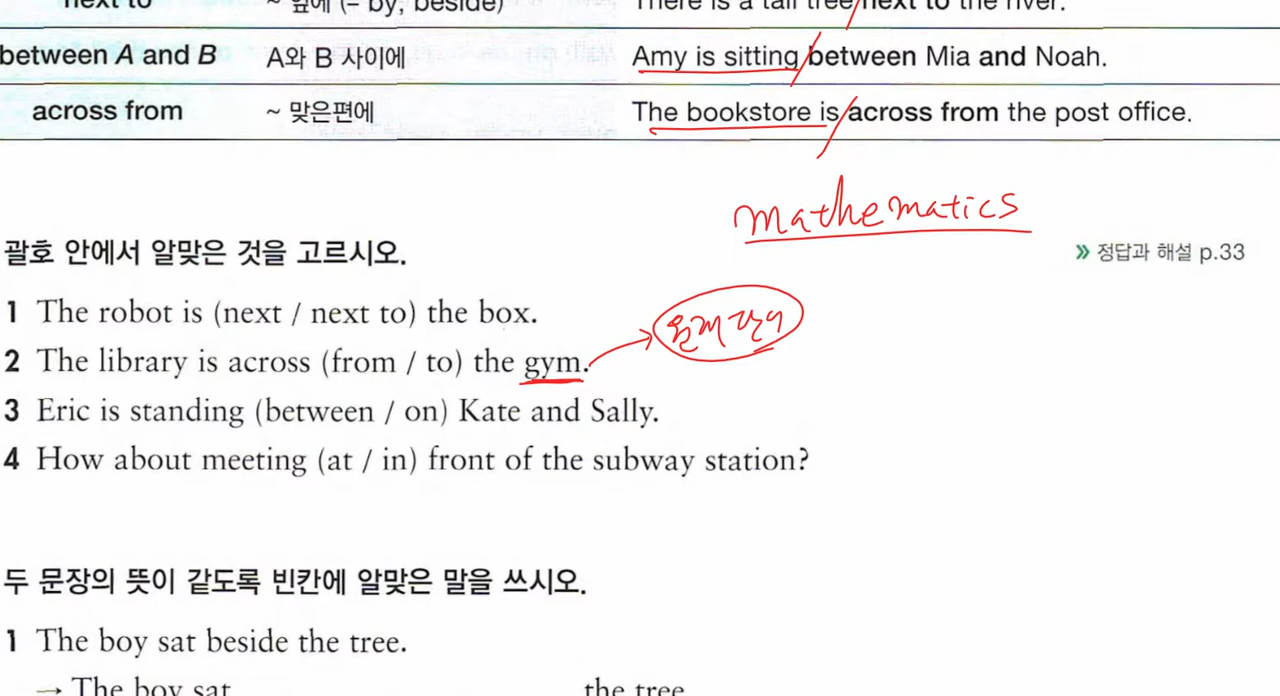 next to ~ 옆에 (= by, beside) There is a tall tree next to the river.
between A and B A와 B 사이에 Amy is sitting between Mia and Noah.
across from ~ 맞은편에 The bookstore is across from the post office.
mathematics
괄호 안에서 알맞은 것을 고르시오. » 정답과 해설 p.33
1 The robot is (next / next to) the box.
2 The library is across (from / to) the gym.
3 Eric is standing (between / on) Kate and Sally.
4 How about meeting (at / in) front of the subway station?
두 문장의 뜻이 같도록 빈칸에 알맞은 말을 쓰시오.
1 The boy sat beside the tree.
→ The boy sat the tree